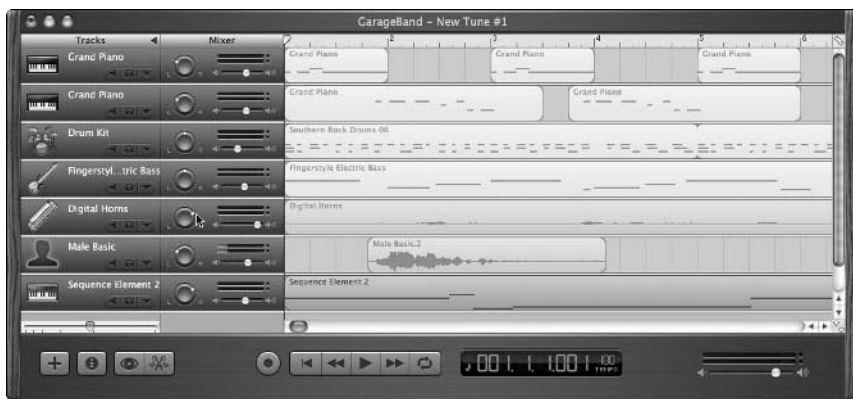 GarageBand – New Tune #1
Tracks
Mixer
2
3
4
5
6
Grand Piano
Grand Piano
Grand Piano
Grand Piano
Grand Piano
Grand Piano
Grand Piano
Drum Kit
Southern Rock Drums 06
Fingerstyl...tric Bass
Fingerstyle Electric Bass
Digital Horns
Digital Horns
Male Basic
Male Basic.2
Sequence Element 2
Sequence Element 2
001. 1. 1.001
100
TEMPO